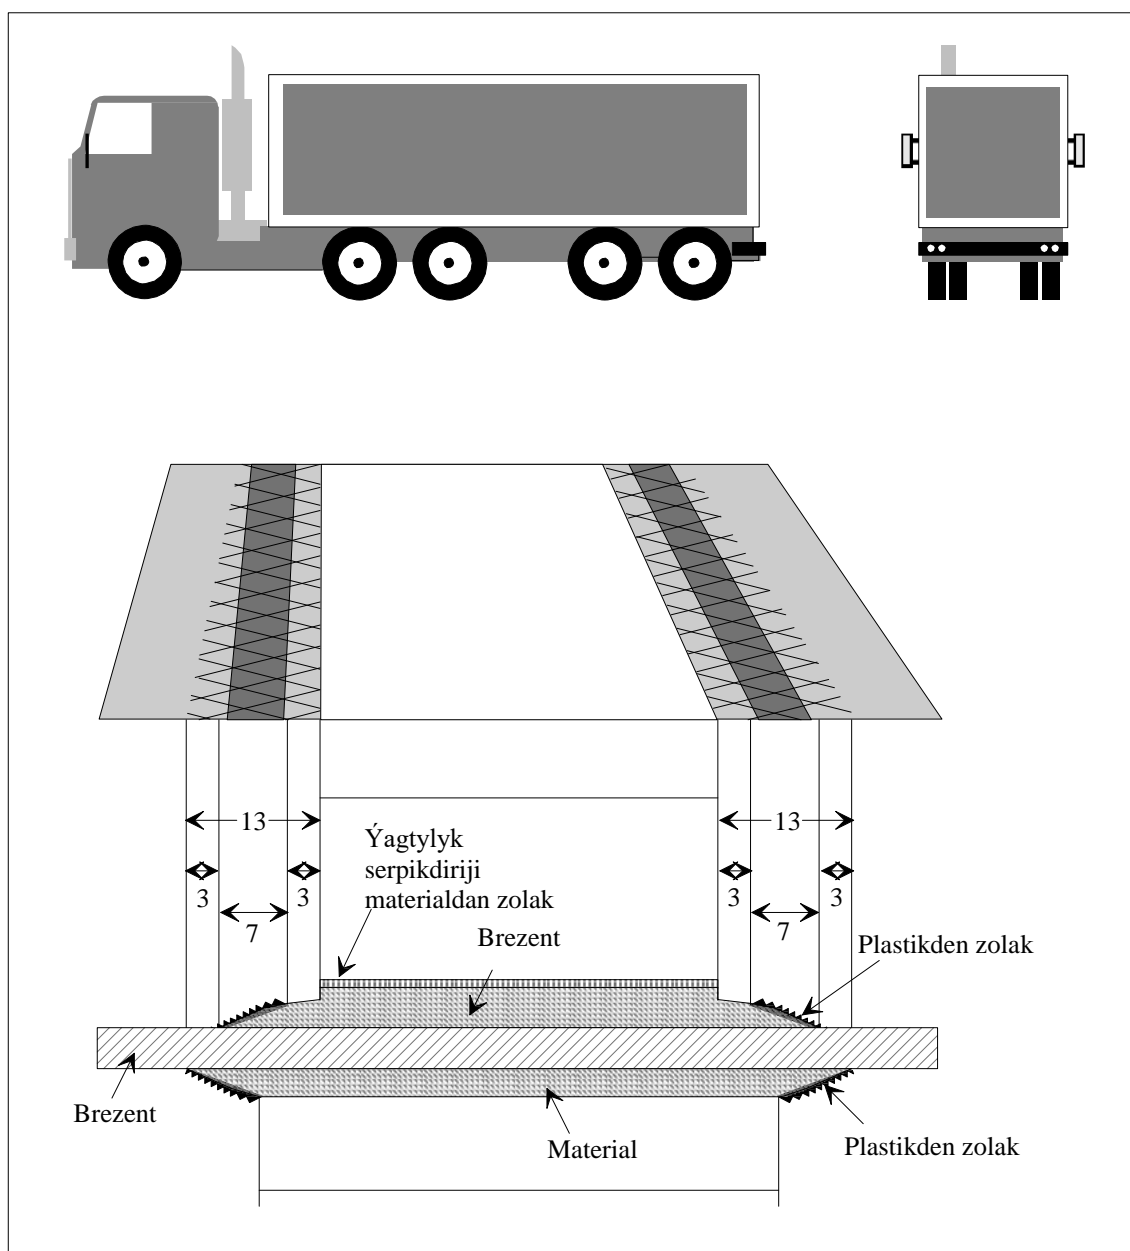 13
13
3
3
3
3
7
7
Ýagtylyk
serpikdiriji
materialdan zolak
Brezent
Plastikden zolak
Brezent
Material
Plastikden zolak